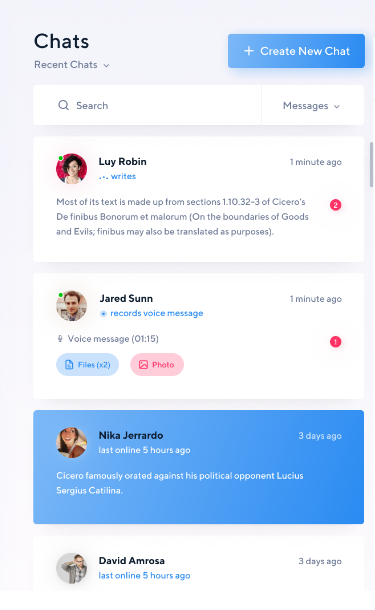 Chats
+ Create New Chat
Recent Chats
Search
Messages
Luy Robin
1 minute ago
writes
Most of its text is made up from sections 1.10.32-3 of Cicero's
De finibus Bonorum et malorum (On the boundaries of Goods
and Evils; finibus may also be translated as purposes).
2
Jared Sunn
1 minute ago
records voice message
Voice message (01:15)
1
Files (x2)
Photo
Nika Jerrardo
3 days ago
last online 5 hours ago
Cicero famously orated against his political opponent Lucius
Sergius Catilina.
David Amrosa
3 days ago
last online 5 hours ago